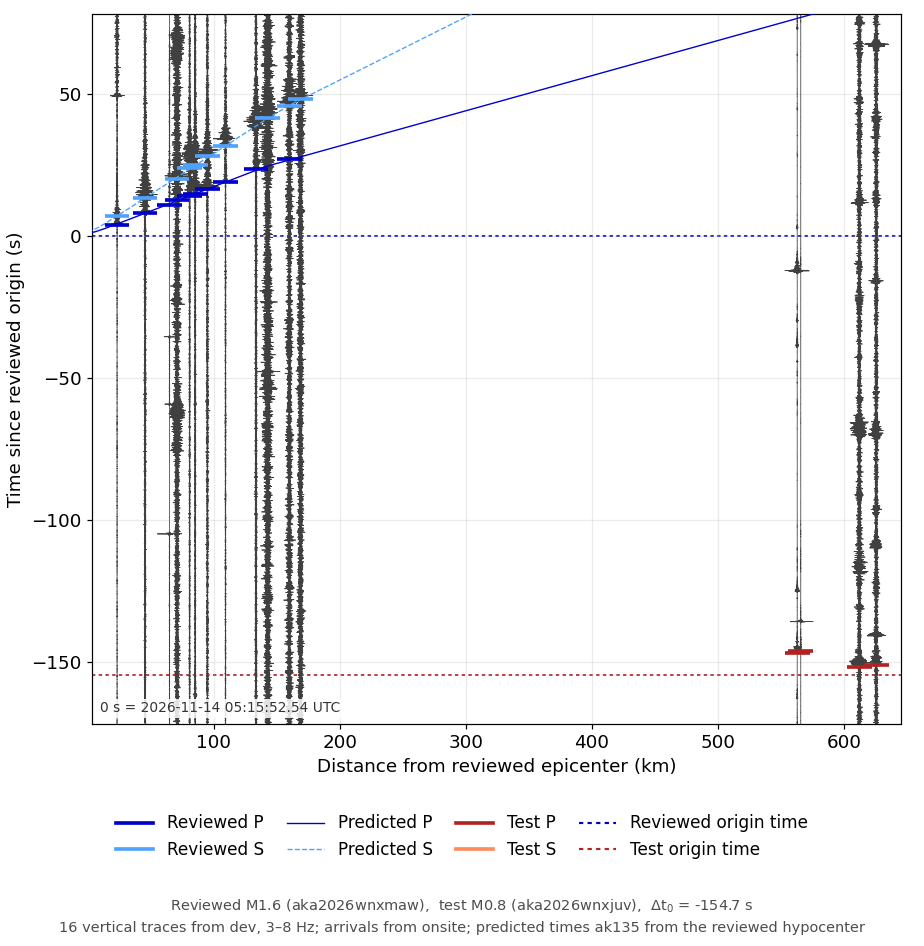 50
0
−50
−100
−150
Time since reviewed origin (s)
0 s = 2026-11-14 05:15:52.54 UTC
100 200 300 400 500 600
Distance from reviewed epicenter (km)
Reviewed P Predicted P Test P Reviewed origin time
Reviewed S Predicted S Test S Test origin time
Reviewed M1.6 (aka2026wnxmaw), test M0.8 (aka2026wnxjuv), Δt0 = -154.7 s
16 vertical traces from dev, 3–8 Hz; arrivals from onsite; predicted times ak135 from the reviewed hypocenter